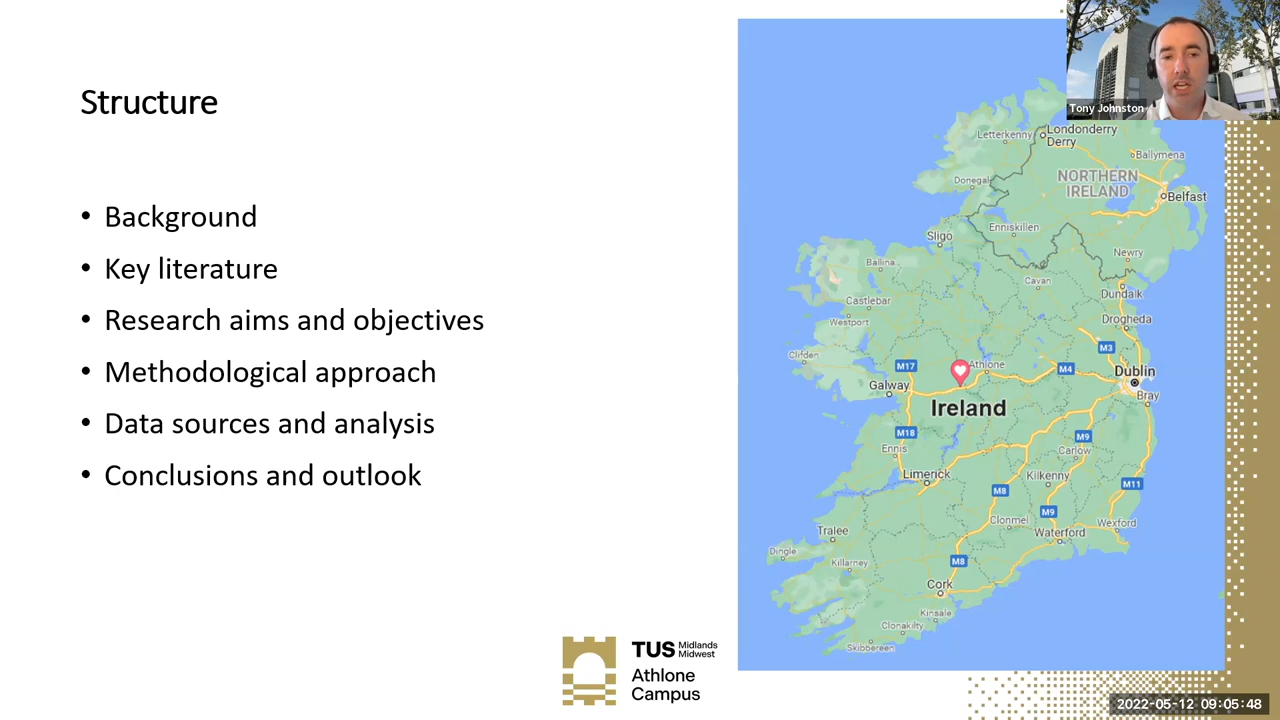 Structure
• Background
• Key literature
• Research aims and objectives
• Methodological approach
• Data sources and analysis
• Conclusions and outlook
TUS Midlands Midwest
Athlone
Campus
Tony Johnston
Letterkenny
Londonderry
Derry
Ballymena
NORTHERN
IRELAND
Donegal
Belfast
Enniskillen
Sligo
Newry
Ballina
Cavan
Dundalk
Castlebar
Westport
Drogheda
M3
Clifden
M17
Athlone
M4
Dublin
Galway
Bray
Ireland
M18
M9
Ennis
Carlow
Limerick
Kilkenny
M11
M8
M9
Clonmel
Wexford
Tralee
Waterford
Dingle
Killarney
M8
Cork
Kinsale
Clonakilty
Skibbereen
2022-05-12 09:05:48